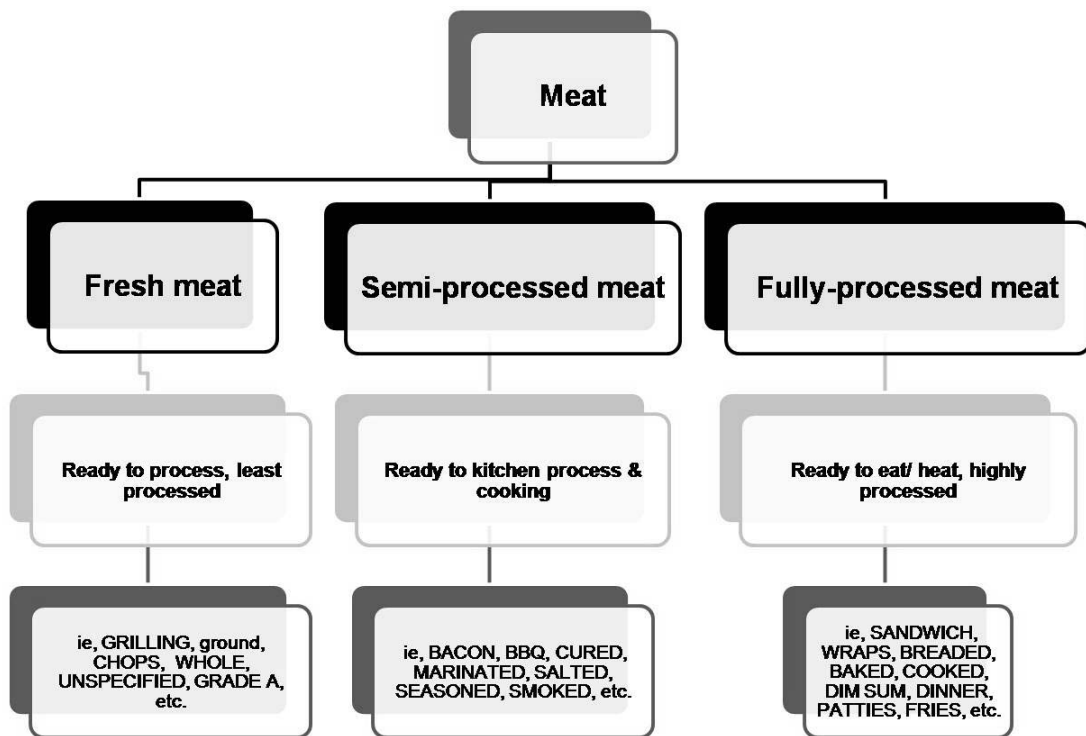 Meat
Fresh meat
Semi-processed meat
Fully-processed meat
Ready to process, least
processed
Ready to kitchen process &
cooking
Ready to eat/ heat, highly
processed
ie, GRILLING, ground,
CHOPS, WHOLE,
UNSPECIFIED, GRADE A,
etc.
ie, BACON, BBQ, CURED,
MARINATED, SALTED,
SEASONED, SMOKED, etc.
ie, SANDWICH,
WRAPS, BREADED,
BAKED, COOKED,
DIM SUM, DINNER,
PATTIES, FRIES, etc.